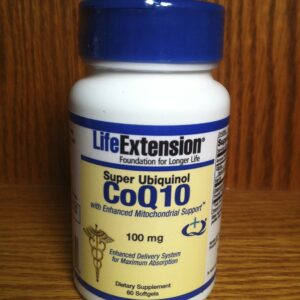 LifeExtension®
Foundation for Longer Life
Super Ubiquinol
CoQ10
with Enhanced Mitochondrial Support™
100 mg
Enhanced Delivery System
for Maximum Absorption
Dietary Supplement
60 Softgels